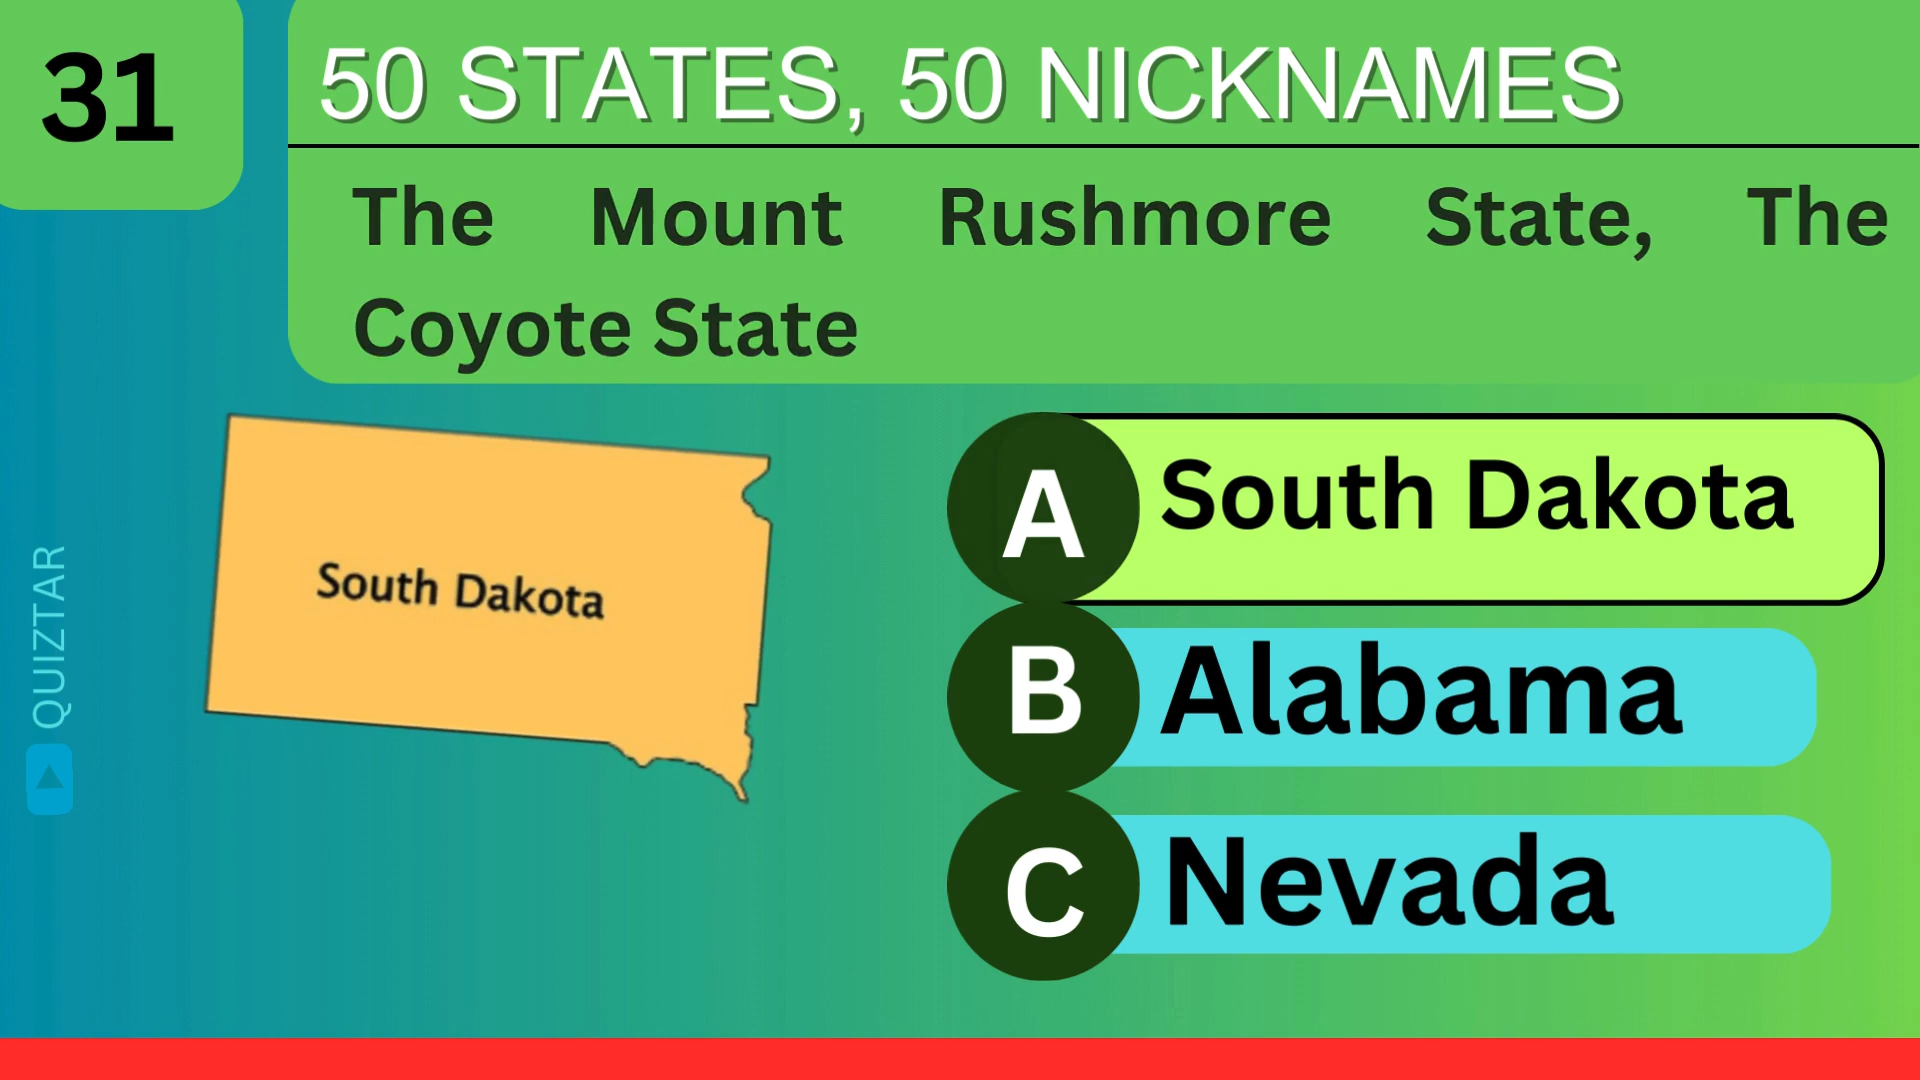 31
50 STATES, 50 NICKNAMES
The Mount Rushmore State, The
Coyote State
South Dakota
A South Dakota
B Alabama
C Nevada
QUIZTAR